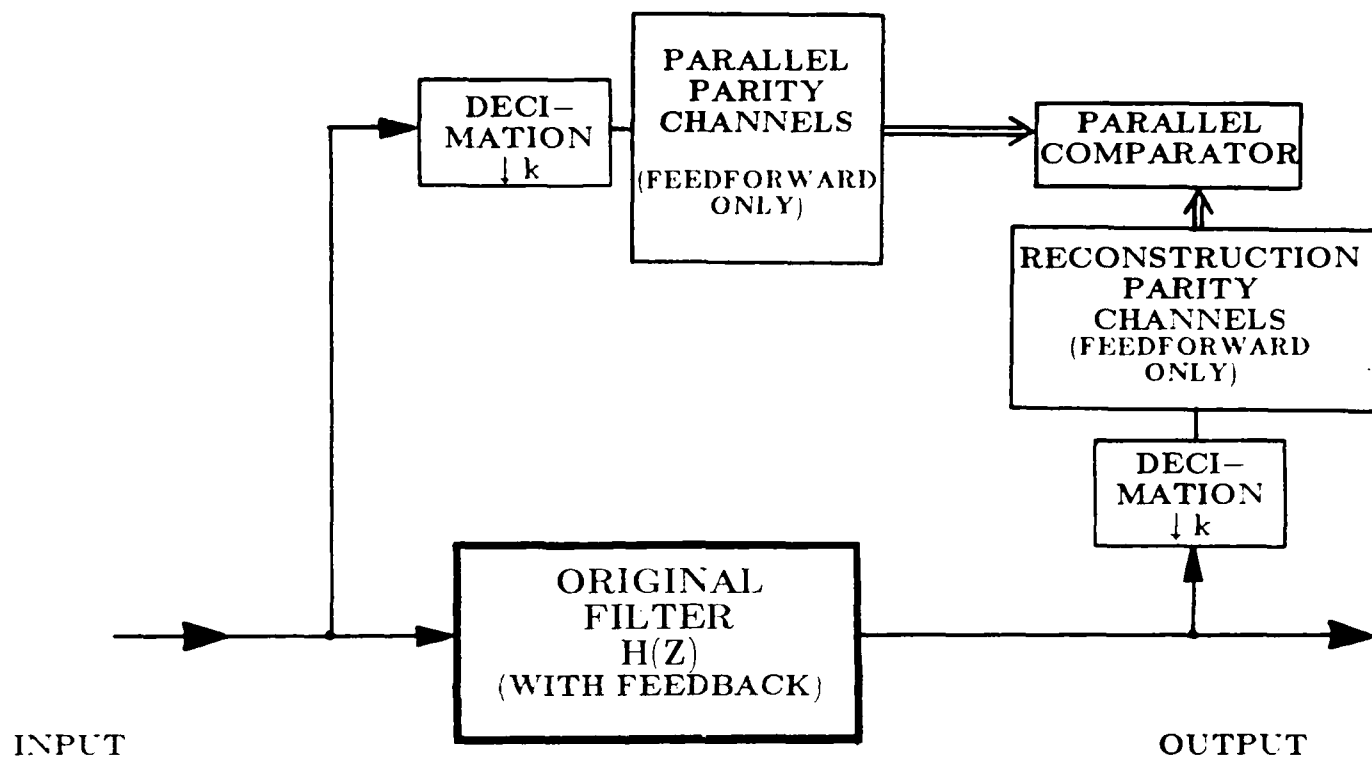 PARALLEL
PARITY
CHANNELS
(FEEDFORWARD
ONLY)
DECI-
MATION
↓ k
PARALLEL
COMPARATOR
RECONSTRUCTION
PARITY
CHANNELS
(FEEDFORWARD
ONLY)
DECI-
MATION
↓ k
ORIGINAL
FILTER
H(Z)
(WITH FEEDBACK)
INPUT
OUTPUT